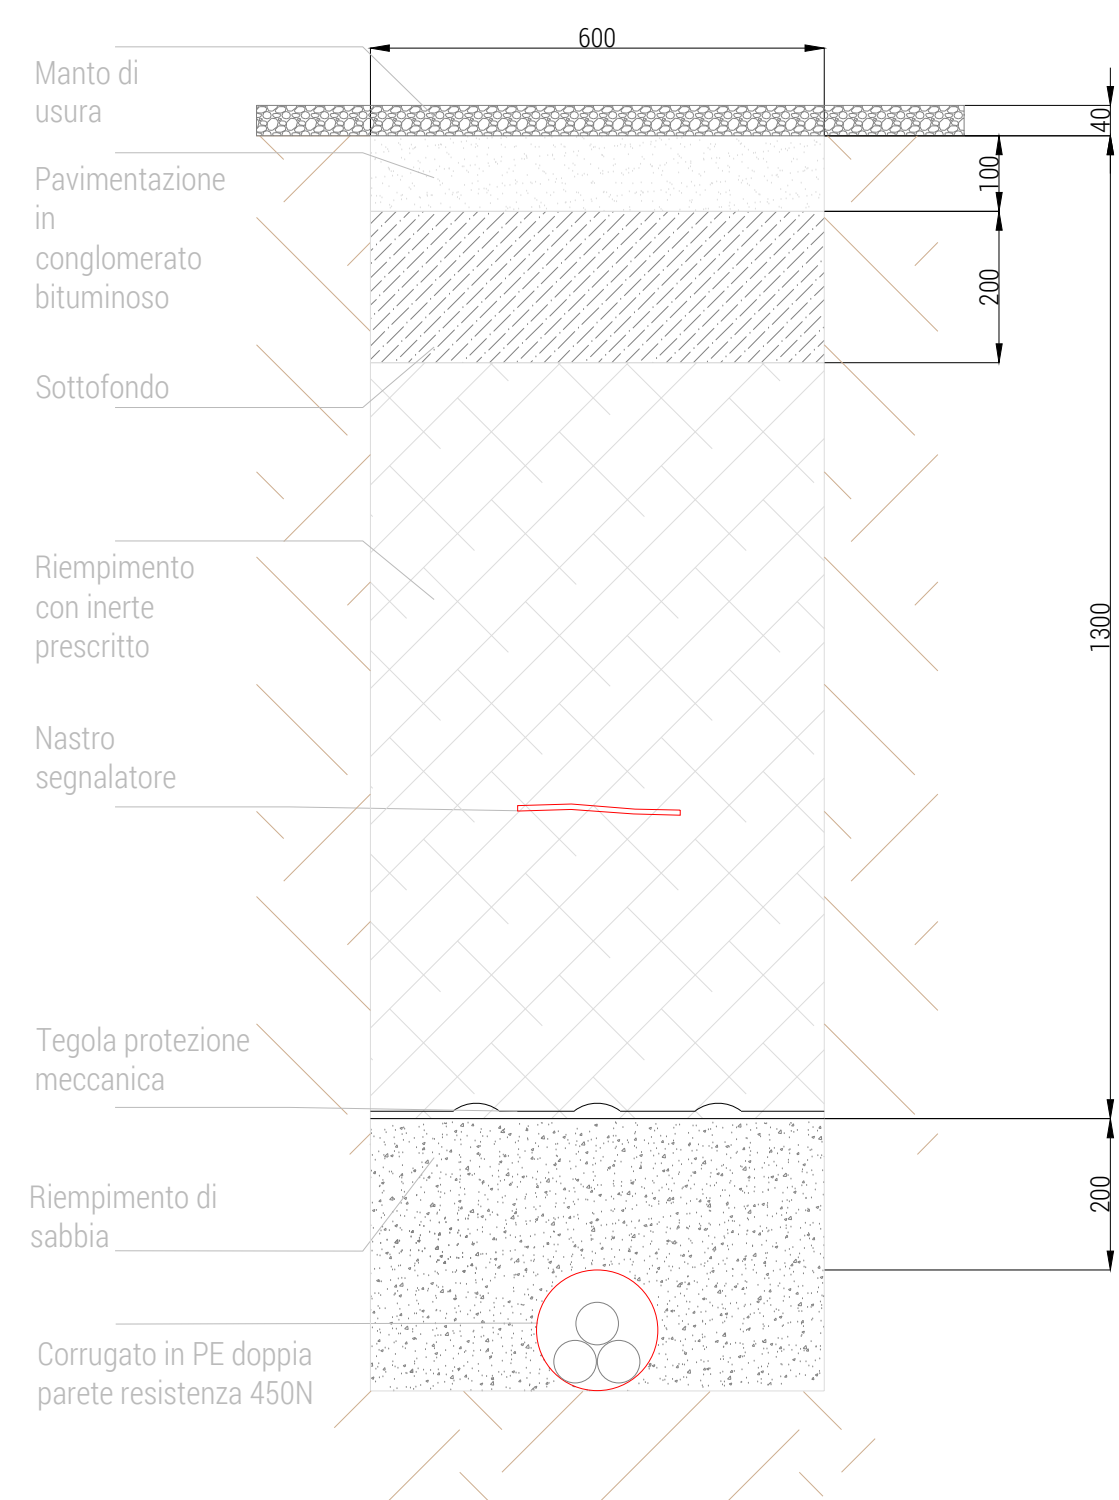 600
Manto di
usura
40
Pavimentazione
in
conglomerato
bituminoso
100
200
Sottofondo
Riempimento
con inerte
prescritto
1300
Nastro
segnalatore
Tegola protezione
meccanica
Riempimento di
sabbia
200
Corrugato in PE doppia
parete resistenza 450N